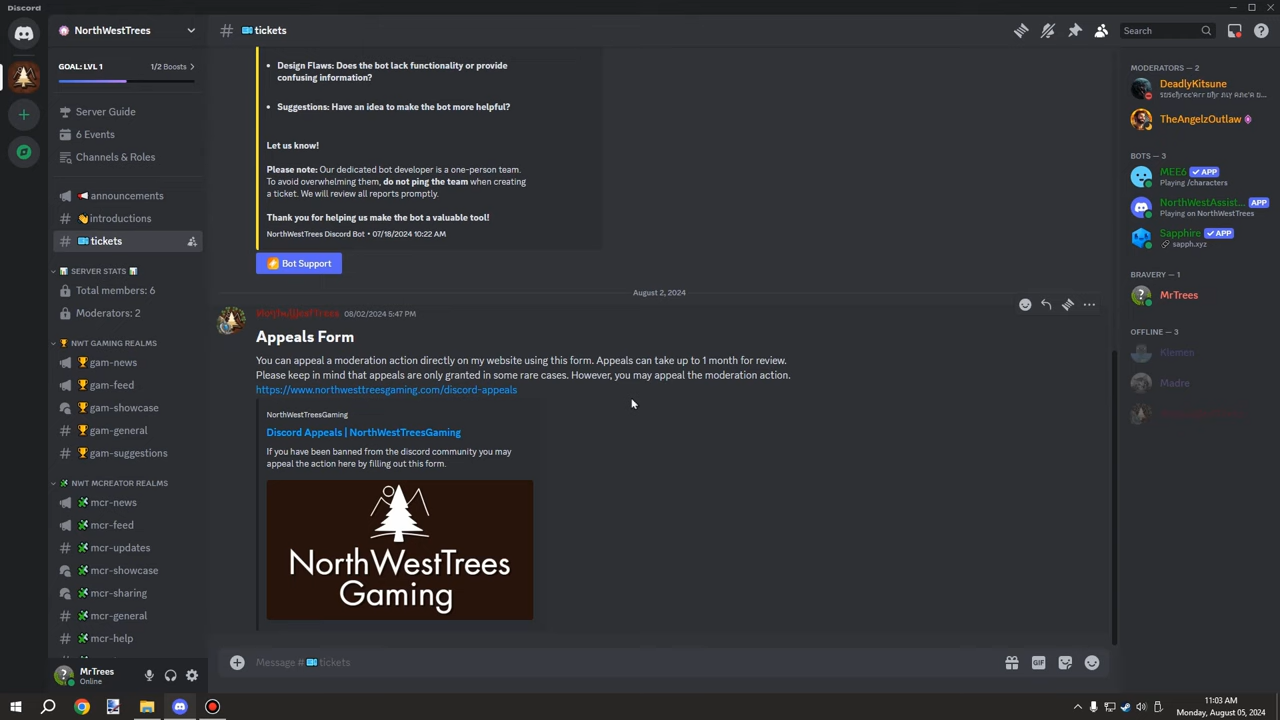 Discord
NorthWestTrees
tickets
Search
GOAL: LVL 1
1/2 Boosts
Server Guide
6 Events
Channels & Roles
announcements
introductions
tickets
SERVER STATS
Total members: 6
Moderators: 2
NWT GAMING REALMS
gam-news
gam-feed
gam-showcase
gam-general
gam-suggestions
NWT MCREATOR REALMS
mcr-news
mcr-feed
mcr-updates
mcr-showcase
mcr-sharing
mcr-general
mcr-help
MrTrees
Online
• Design Flaws: Does the bot lack functionality or provide
confusing information?
• Suggestions: Have an idea to make the bot more helpful?
Let us know!
Please note: Our dedicated bot developer is a one-person team.
To avoid overwhelming them, do not ping the team when creating
a ticket. We will review all reports promptly.
Thank you for helping us make the bot a valuable tool!
NorthWestTrees Discord Bot • 07/18/2024 10:22 AM
Bot Support
August 2, 2024
08/02/2024 5:47 PM
Appeals Form
You can appeal a moderation action directly on my website using this form. Appeals can take up to 1 month for review.
Please keep in mind that appeals are only granted in some rare cases. However, you may appeal the moderation action.
https://www.northwesttreesgaming.com/discord-appeals
NorthWestTreesGaming
Discord Appeals | NorthWestTreesGaming
If you have been banned from the discord community you may
appeal the action here by filling out this form.
NorthWestTrees
Gaming
Message #tickets
GIF
MODERATORS — 2
DeadlyKitsune
TheAngelzOutlaw
BOTS — 3
MEE6 ✓ APP
Playing /characters
NorthWestAssist... APP
Playing on NorthWestTrees
Sapphire ✓ APP
sapph.xyz
BRAVERY — 1
MrTrees
OFFLINE — 3
Klemen
Madre
11:03 AM
Monday, August 05, 2024